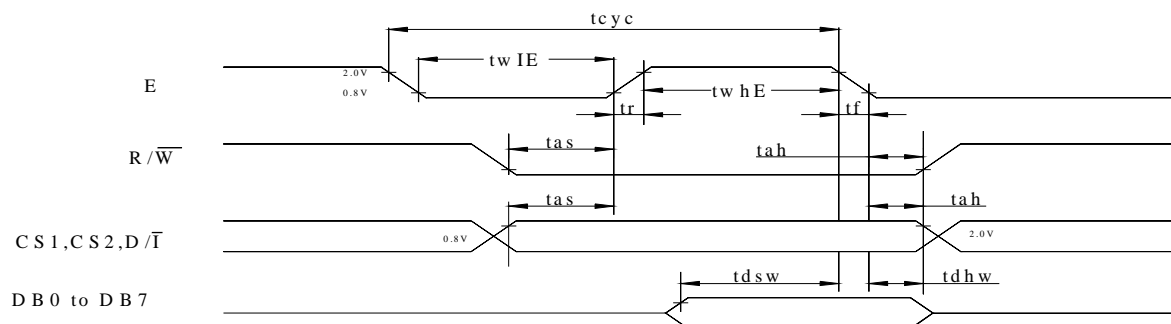 tcyc
twlE
2.0V
0.8V
E
twhE
tr
tf
R/W̅
tas
tah
tas
tah
CS1,CS2,D/I̅
0.8V
2.0V
tdsw
tdhw
DB0 to DB7